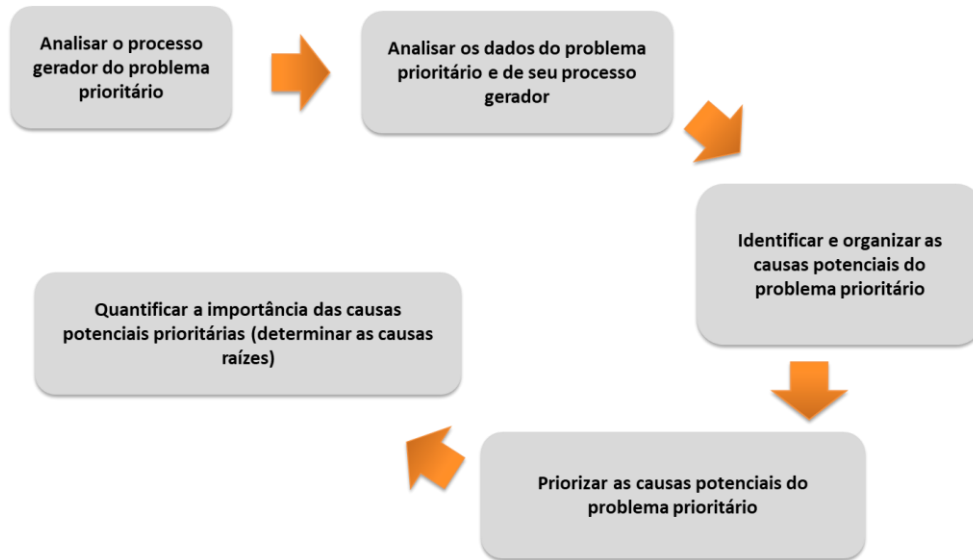 Analisar o processo
gerador do problema
prioritário
Analisar os dados do problema
prioritário e de seu processo
gerador
Identificar e organizar as
causas potenciais do
problema prioritário
Priorizar as causas potenciais do
problema prioritário
Quantificar a importância das causas
potenciais prioritárias (determinar as causas
raízes)